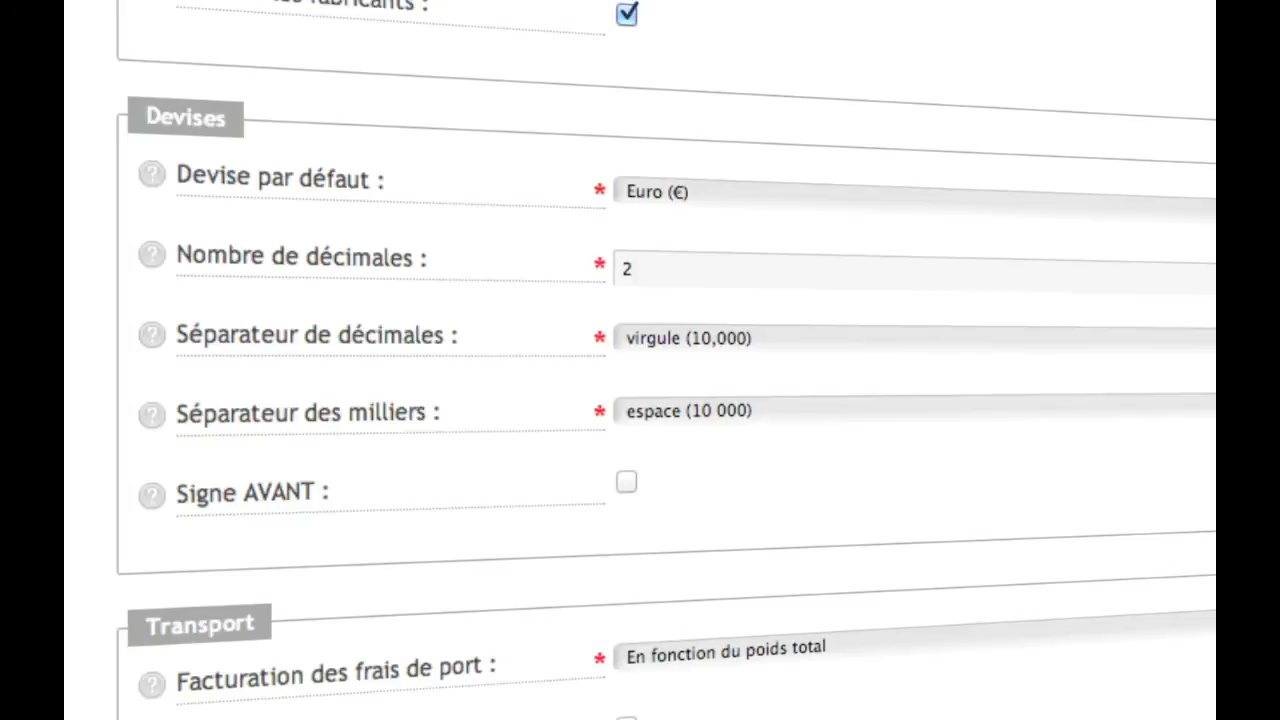 fabricants :
Devises
Devise par défaut : * Euro (€)
Nombre de décimales : * 2
Séparateur de décimales : * virgule (10,000)
Séparateur des milliers : * espace (10 000)
Signe AVANT :
Transport
Facturation des frais de port : * En fonction du poids total